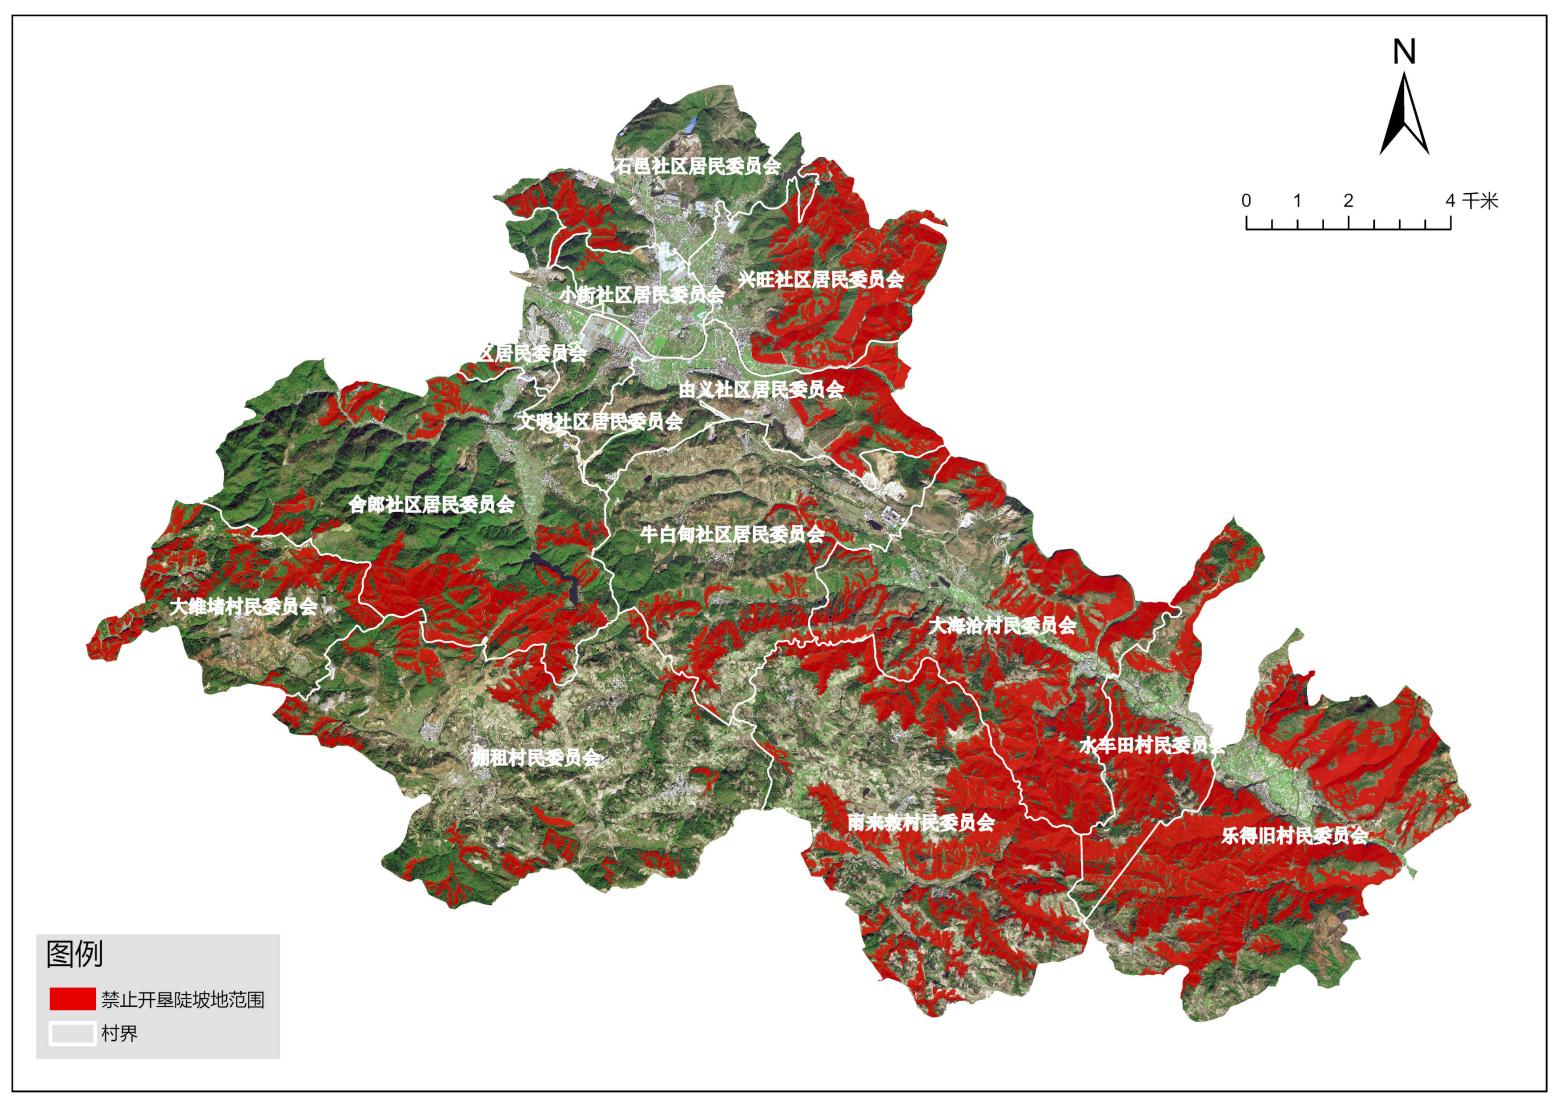 N
0 1 2 4 千米
石邑社区居民委员会
兴旺社区居民委员会
小街社区居民委员会
区居民委员会
由义社区居民委员会
文明社区居民委员会
舍郎社区居民委员会
牛白甸社区居民委员会
大维堵村民委员会
大海洽村民委员会
水车田村民委员会
棚租村民委员会
雨来救村民委员会
乐得旧村民委员会
图例
禁止开垦陡坡地范围
村界